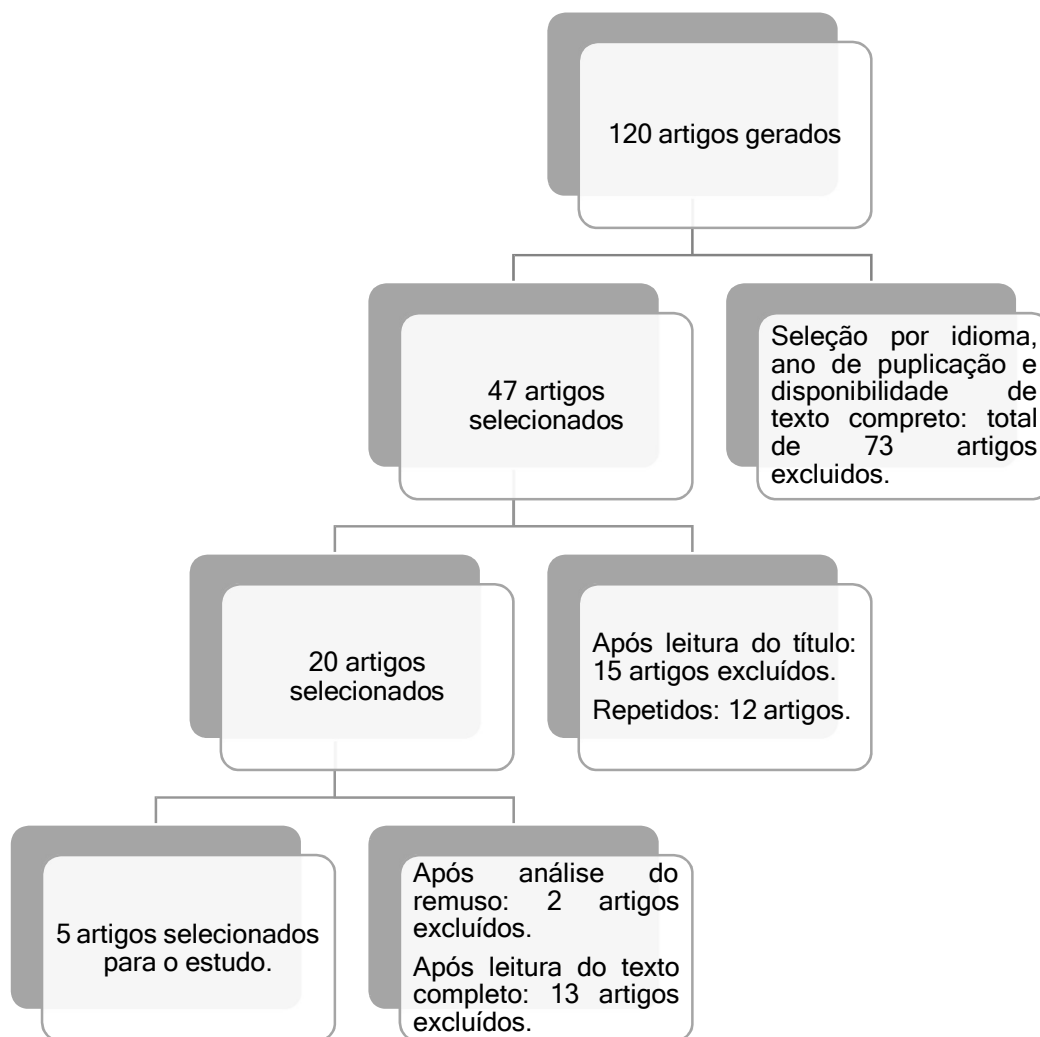 120 artigos gerados
47 artigos
selecionados
Seleção por idioma,
ano de puplicação e
disponibilidade de
texto compreto: total
de 73 artigos
excluidos.
20 artigos
selecionados
Após leitura do título:
15 artigos excluídos.
Repetidos: 12 artigos.
5 artigos selecionados
para o estudo.
Após análise do
remuso: 2 artigos
excluídos.
Após leitura do texto
completo: 13 artigos
excluídos.